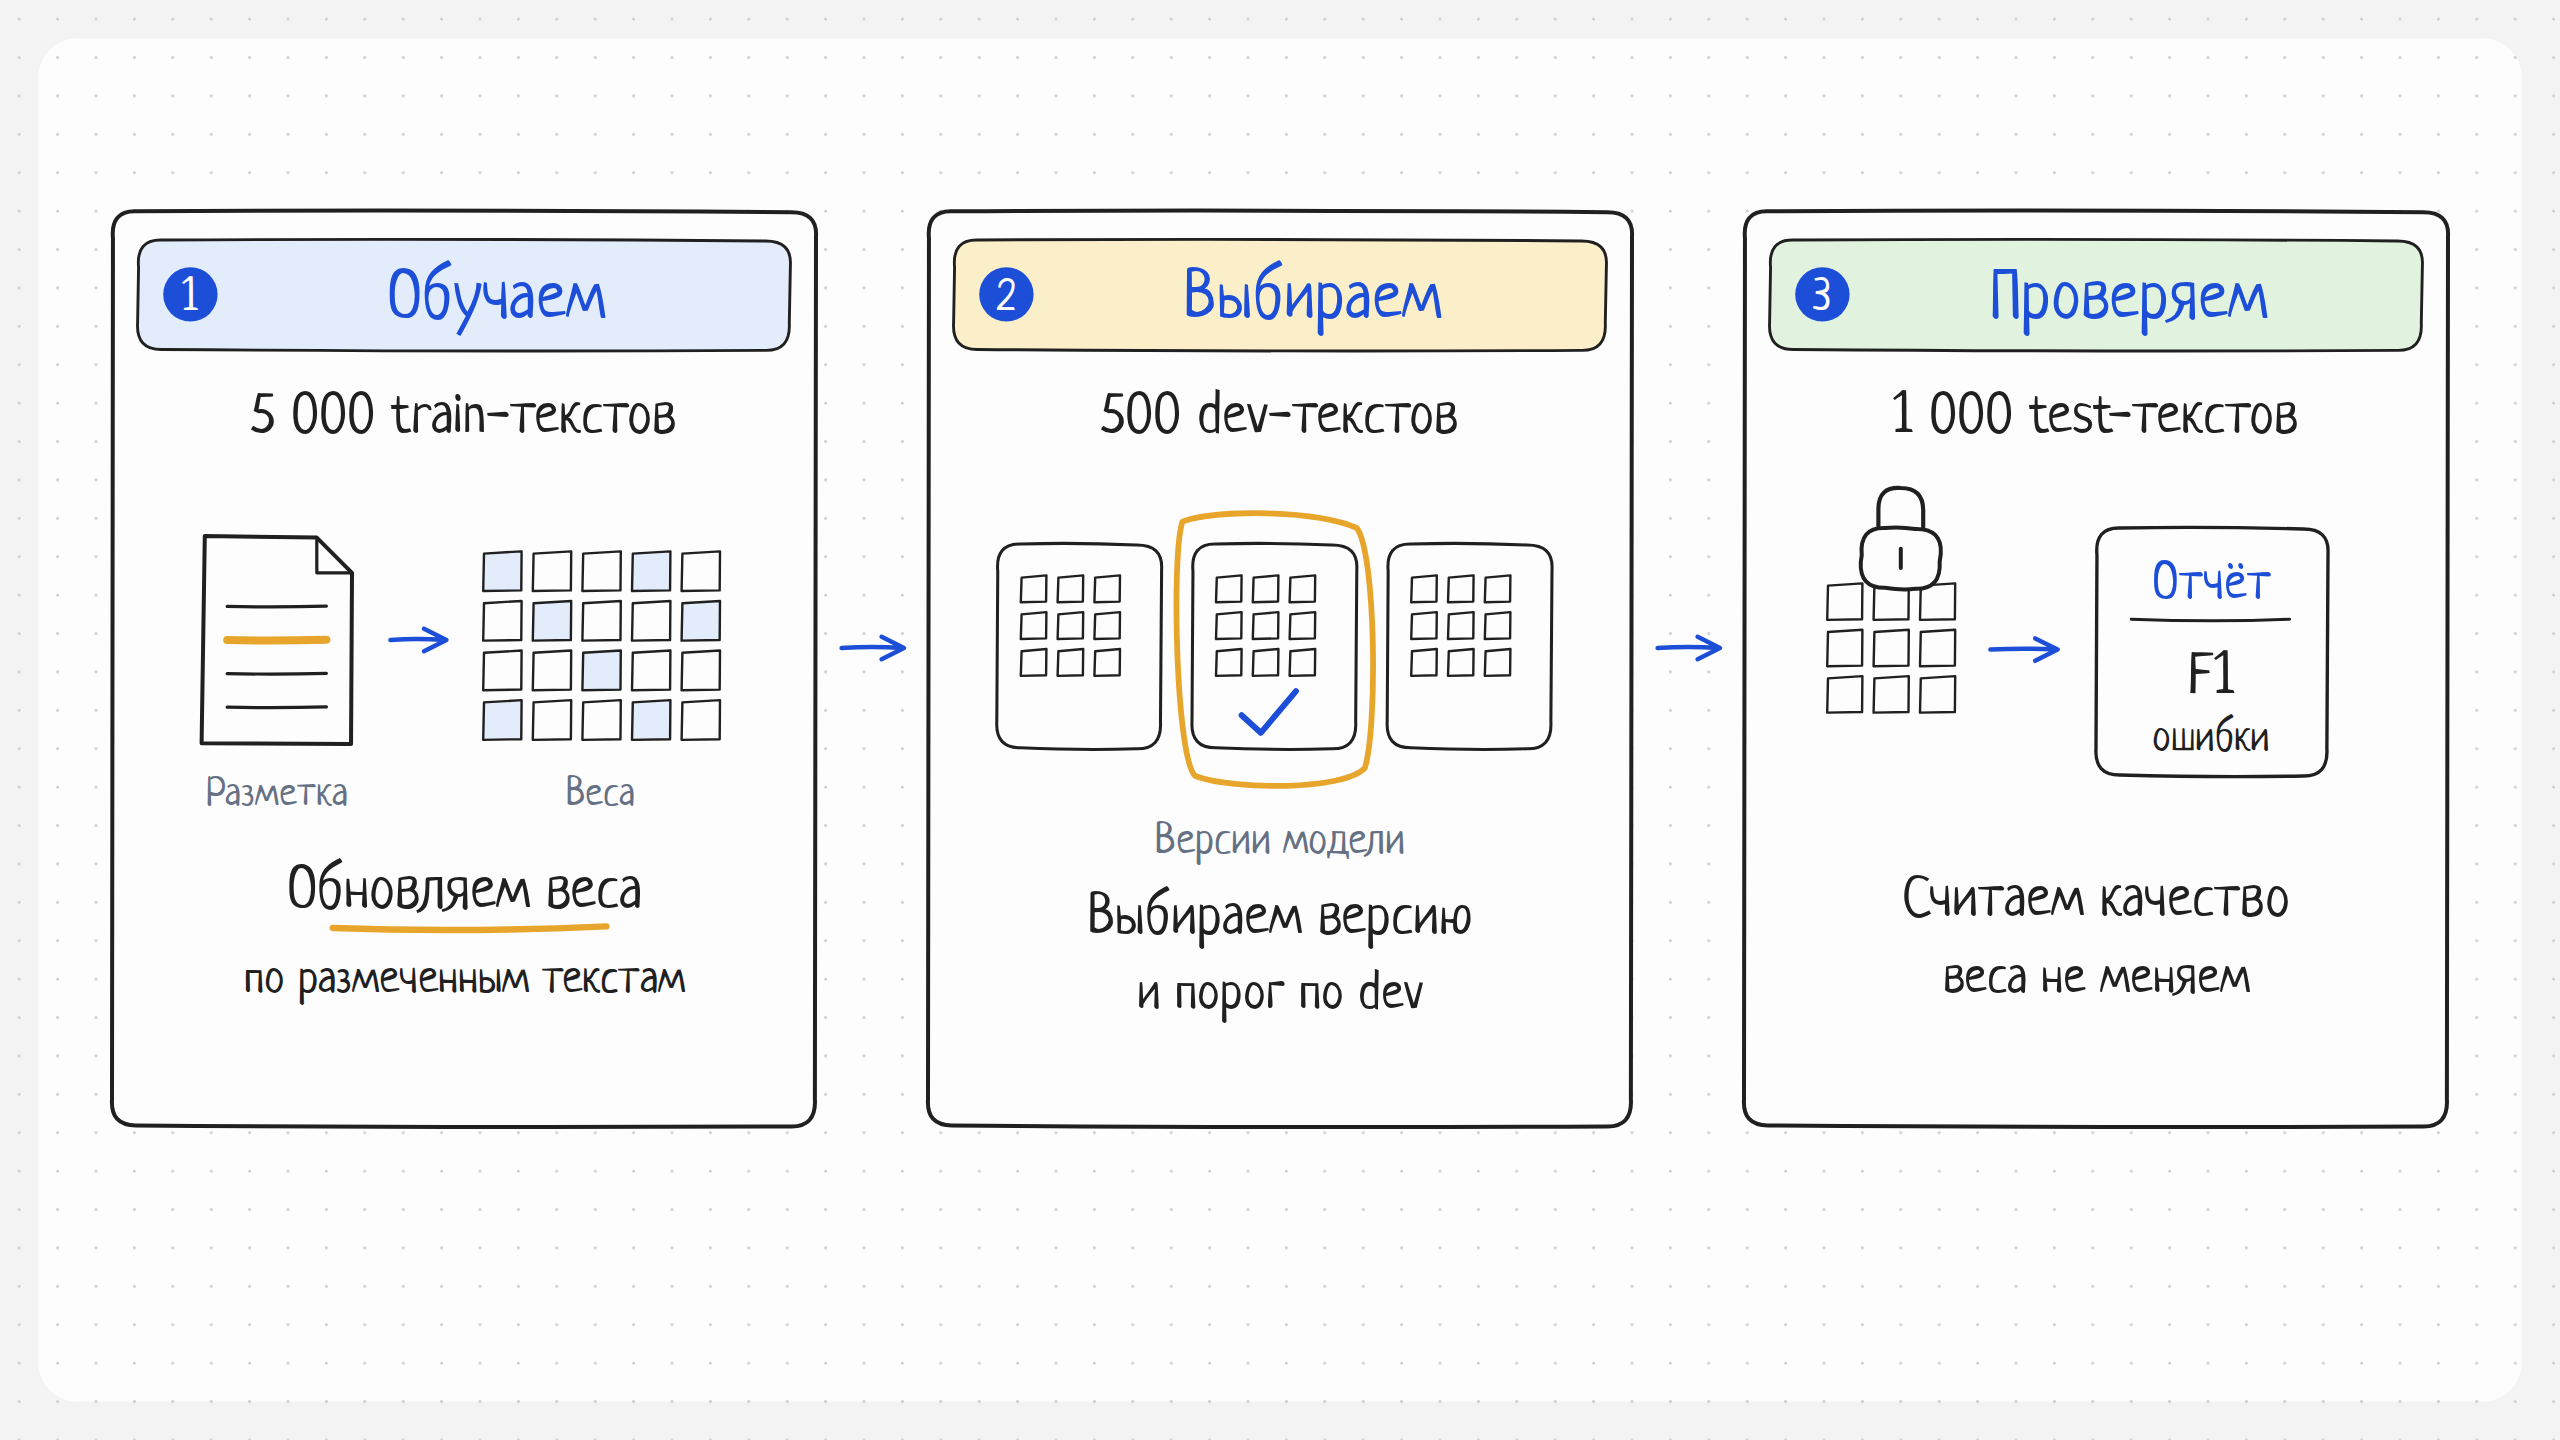 1 Обучаем
5 000 train-текстов
Разметка
Веса
Обновляем веса
по размеченным текстам
2 Выбираем
500 dev-текстов
Версии модели
Выбираем версию
и порог по dev
3 Проверяем
1 000 test-текстов
Отчёт
F1
ошибки
Считаем качество
веса не меняем